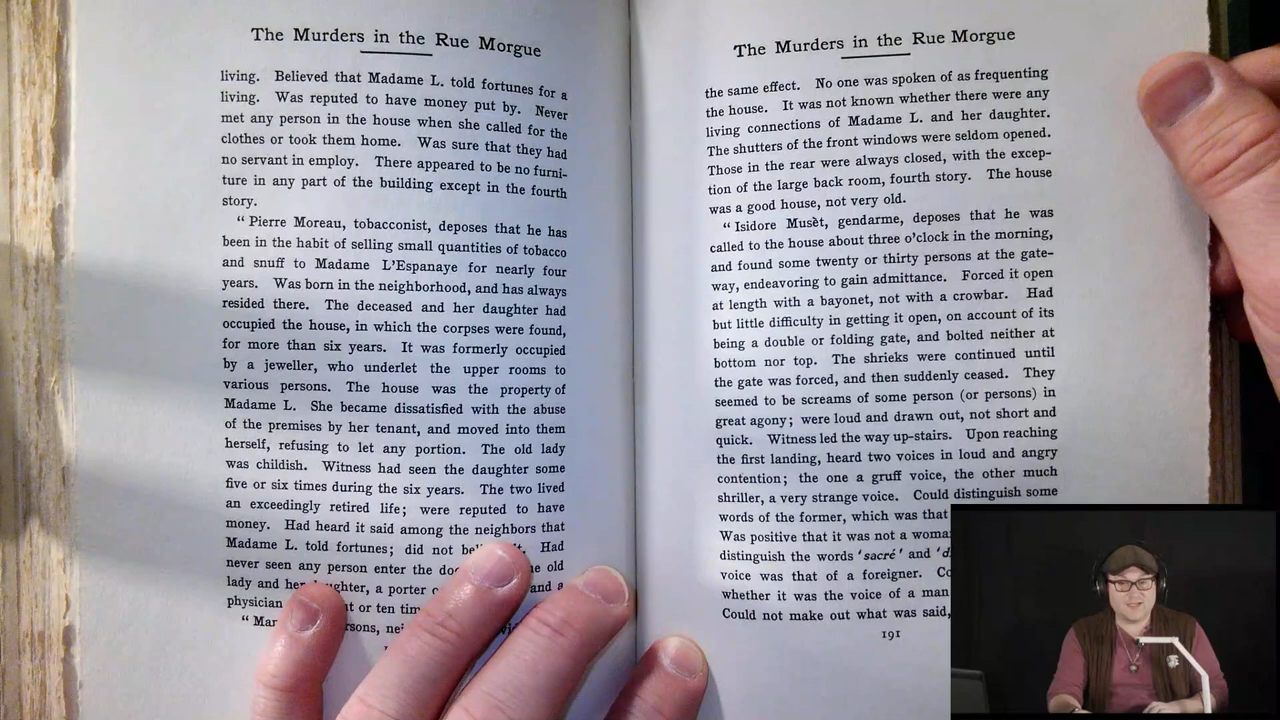 The Murders in the Rue Morgue
living. Believed that Madame L. told fortunes for a
living. Was reputed to have money put by. Never
met any person in the house when she called for the
clothes or took them home. Was sure that they had
no servant in employ. There appeared to be no furni-
ture in any part of the building except in the fourth
story.
“ Pierre Moreau, tobacconist, deposes that he has
been in the habit of selling small quantities of tobacco
and snuff to Madame L’Espanaye for nearly four
years. Was born in the neighborhood, and has always
resided there. The deceased and her daughter had
occupied the house, in which the corpses were found,
for more than six years. It was formerly occupied
by a jeweller, who underlet the upper rooms to
various persons. The house was the property of
Madame L. She became dissatisfied with the abuse
of the premises by her tenant, and moved into them
herself, refusing to let any portion. The old lady
was childish. Witness had seen the daughter some
five or six times during the six years. The two lived
an exceedingly retired life; were reputed to have
money. Had heard it said among the neighbors that
Madame L. told fortunes; did not Had
never seen any person enter the old
lady and her a porter and a
physician or ten
“
The Murders in the Rue Morgue
the same effect. No one was spoken of as frequenting
the house. It was not known whether there were any
living connections of Madame L. and her daughter.
The shutters of the front windows were seldom opened.
Those in the rear were always closed, with the excep-
tion of the large back room, fourth story. The house
was a good house, not very old.
“ Isidore Musèt, gendarme, deposes that he was
called to the house about three o’clock in the morning,
and found some twenty or thirty persons at the gate-
way, endeavoring to gain admittance. Forced it open
at length with a bayonet, not with a crowbar. Had
but little difficulty in getting it open, on account of its
being a double or folding gate, and bolted neither at
bottom nor top. The shrieks were continued until
the gate was forced, and then suddenly ceased. They
seemed to be screams of some person (or persons) in
great agony; were loud and drawn out, not short and
quick. Witness led the way up-stairs. Upon reaching
the first landing, heard two voices in loud and angry
contention; the one a gruff voice, the other much
shriller, a very strange voice. Could distinguish some
words of the former, which was that
Was positive that it was not a
distinguish the words ‘sacré’ and
voice was that of a foreigner.
whether it was the voice of a man
Could not make out what was said,
191